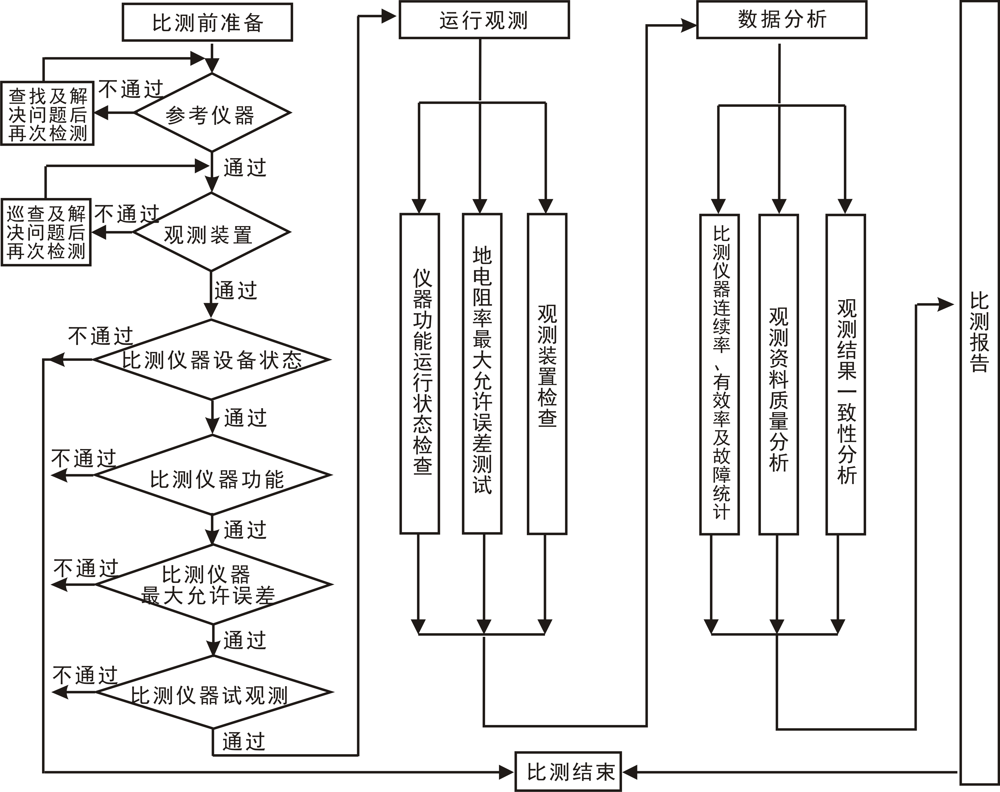 比测前准备
不通过
查找及解
决问题后
再次检测
参考仪器
通过
不通过
巡查及解
决问题后
再次检测
观测装置
通过
不通过
比测仪器设备状态
通过
不通过
比测仪器功能
通过
不通过
比测仪器
最大允许误差
通过
不通过
比测仪器试观测
通过
运行观测
仪器功能运行状态检查
地电阻率最大允许误差测试
观测装置检查
数据分析
比测仪器连续率、有效率及故障统计
观测资料质量分析
观测结果一致性分析
比测报告
比测结束